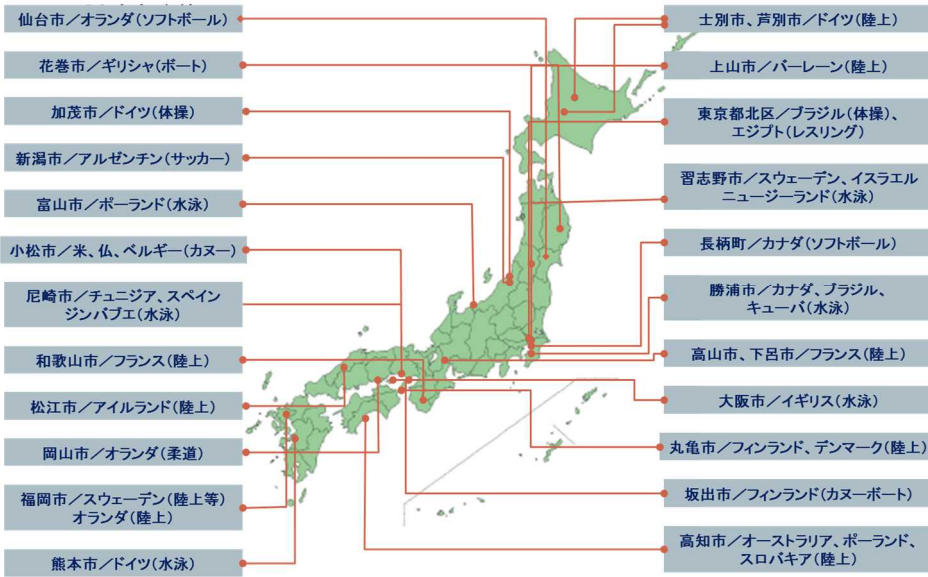 仙台市／オランダ（ソフトボール）
花巻市／ギリシャ（ボート）
加茂市／ドイツ（体操）
新潟市／アルゼンチン（サッカー）
富山市／ポーランド（水泳）
小松市／米、仏、ベルギー（カヌー）
尼崎市／チュニジア、スペイン
ジンバブエ（水泳）
和歌山市／フランス（陸上）
松江市／アイルランド（陸上）
岡山市／オランダ（柔道）
福岡市／スウェーデン（陸上等）
オランダ（陸上）
熊本市／ドイツ（水泳）
士別市、芦別市／ドイツ（陸上）
上山市／バーレーン（陸上）
東京都北区／ブラジル（体操）、
エジプト（レスリング）
習志野市／スウェーデン、イスラエル
ニュージーランド（水泳）
長柄町／カナダ（ソフトボール）
勝浦市／カナダ、ブラジル、
キューバ（水泳）
高山市、下呂市／フランス（陸上）
大阪市／イギリス（水泳）
丸亀市／フィンランド、デンマーク（陸上）
坂出市／フィンランド（カヌーボート）
高知市／オーストラリア、ポーランド、
スロバキア（陸上）